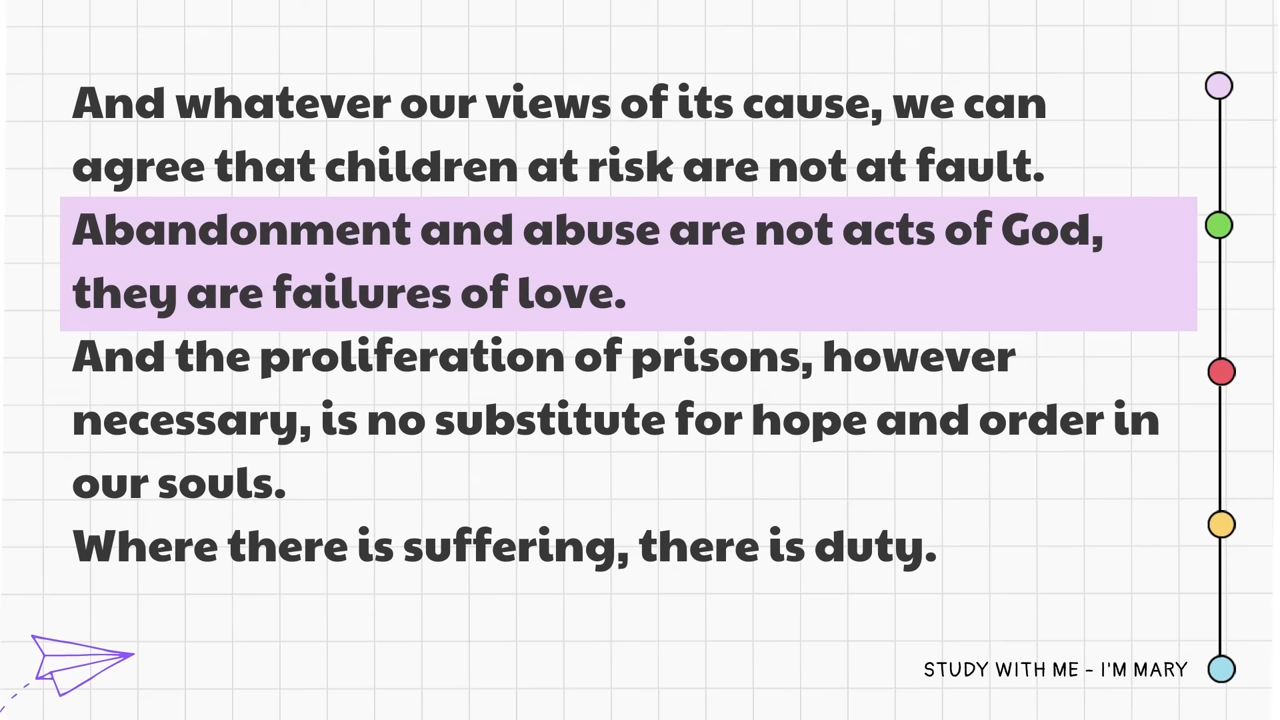 And whatever our views of its cause, we can
agree that children at risk are not at fault.
Abandonment and abuse are not acts of God,
they are failures of love.
And the proliferation of prisons, however
necessary, is no substitute for hope and order in
our souls.
Where there is suffering, there is duty.
STUDY WITH ME - I'M MARY